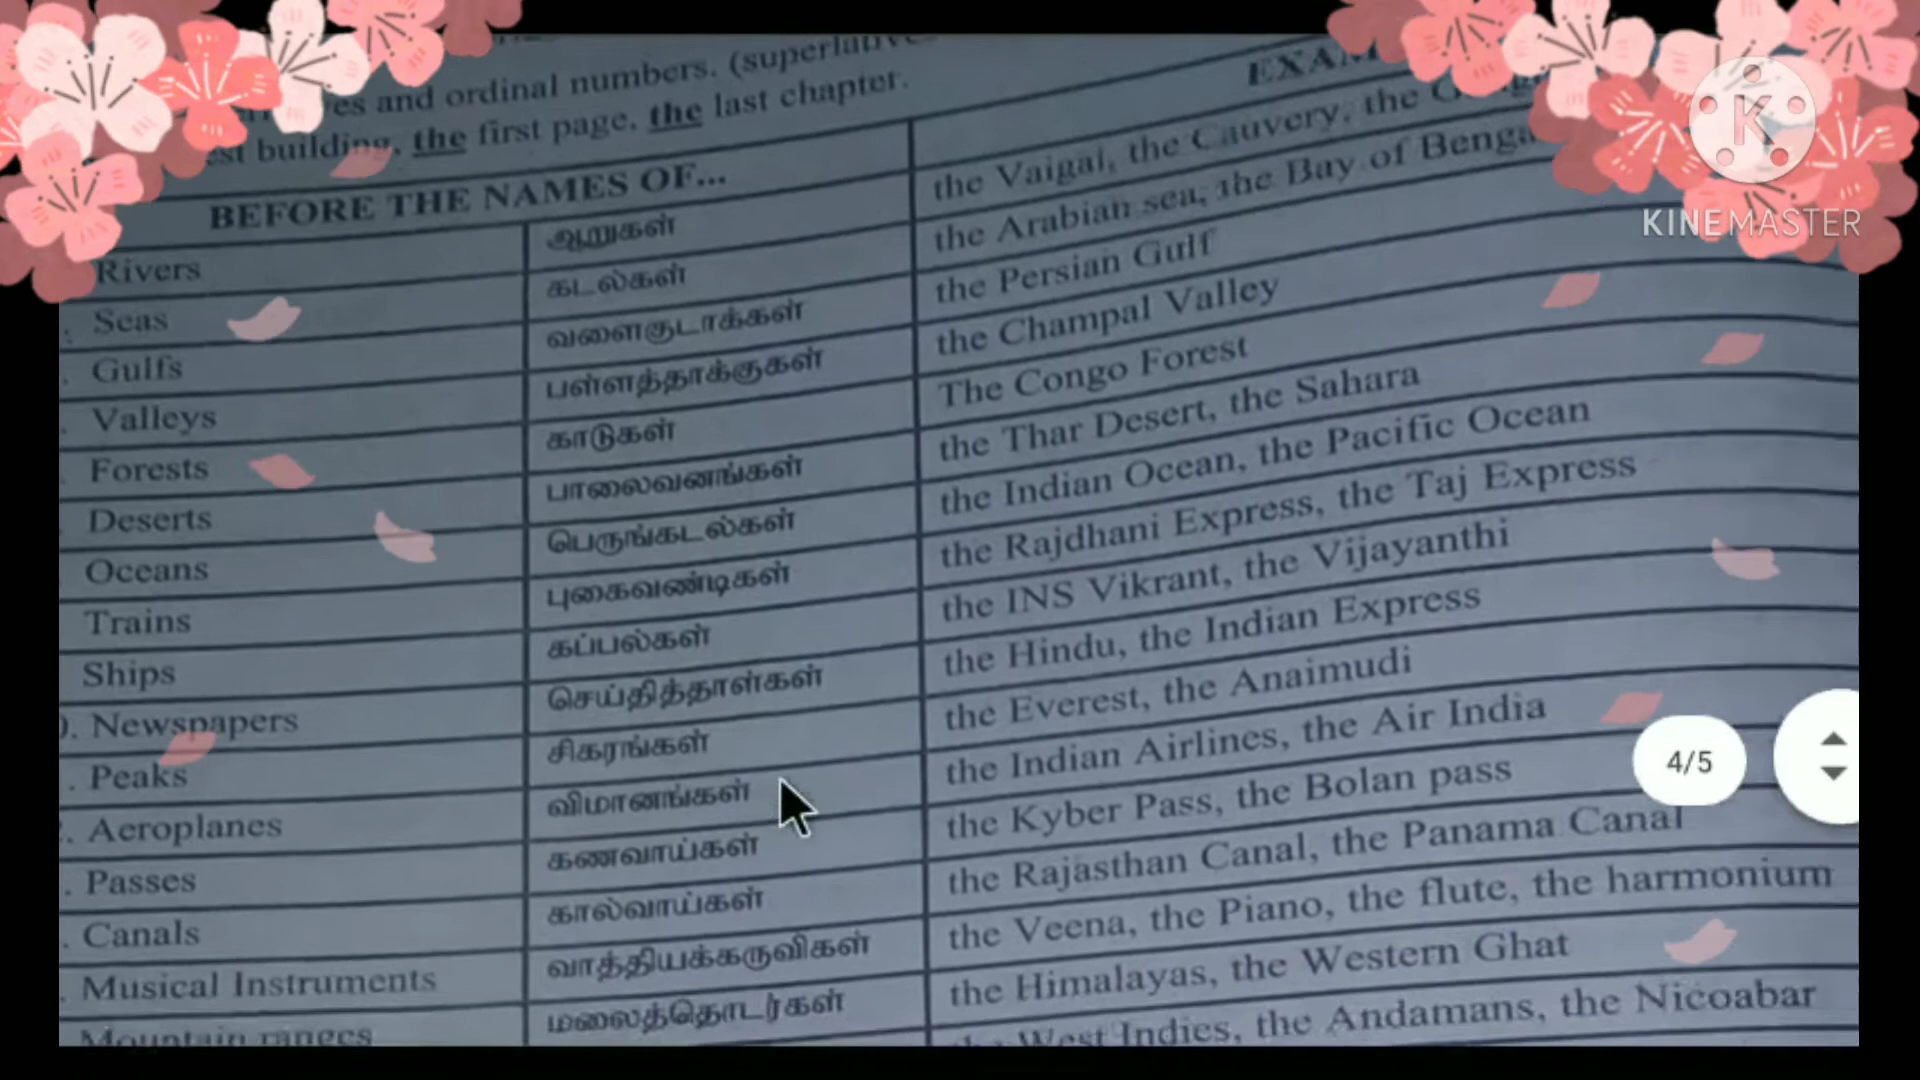 and ordinal numbers. (superlatives
building, the first page, the last chapter.
BEFORE THE NAMES OF...
Rivers ஆறுகள் the Vaigai, the Cauvery, the
Seas கடல்கள் the Arabian sea, the Bay of
Gulfs வளைகுடாக்கள் the Persian Gulf
Valleys பள்ளத்தாக்குகள் the Champal Valley
Forests காடுகள் The Congo Forest
Deserts பாலைவனங்கள் the Thar Desert, the Sahara
Oceans பெருங்கடல்கள் the Indian Ocean, the Pacific Ocean
Trains புகைவண்டிகள் the Rajdhani Express, the Taj Express
Ships கப்பல்கள் the INS Vikrant, the Vijayanthi
Newspapers செய்தித்தாள்கள் the Hindu, the Indian Express
Peaks சிகரங்கள் the Everest, the Anaimudi
Aeroplanes விமானங்கள் the Indian Airlines, the Air India
Passes கணவாய்கள் the Kyber Pass, the Bolan pass
Canals கால்வாய்கள் the Rajasthan Canal, the Panama Canal
Musical Instruments வாத்தியக்கருவிகள் the Veena, the Piano, the flute, the harmonium
Mountain ranges மலைத்தொடர்கள் the Himalayas, the Western Ghat
the West Indies, the Andamans, the Nicoabar
KINEMASTER
4/5